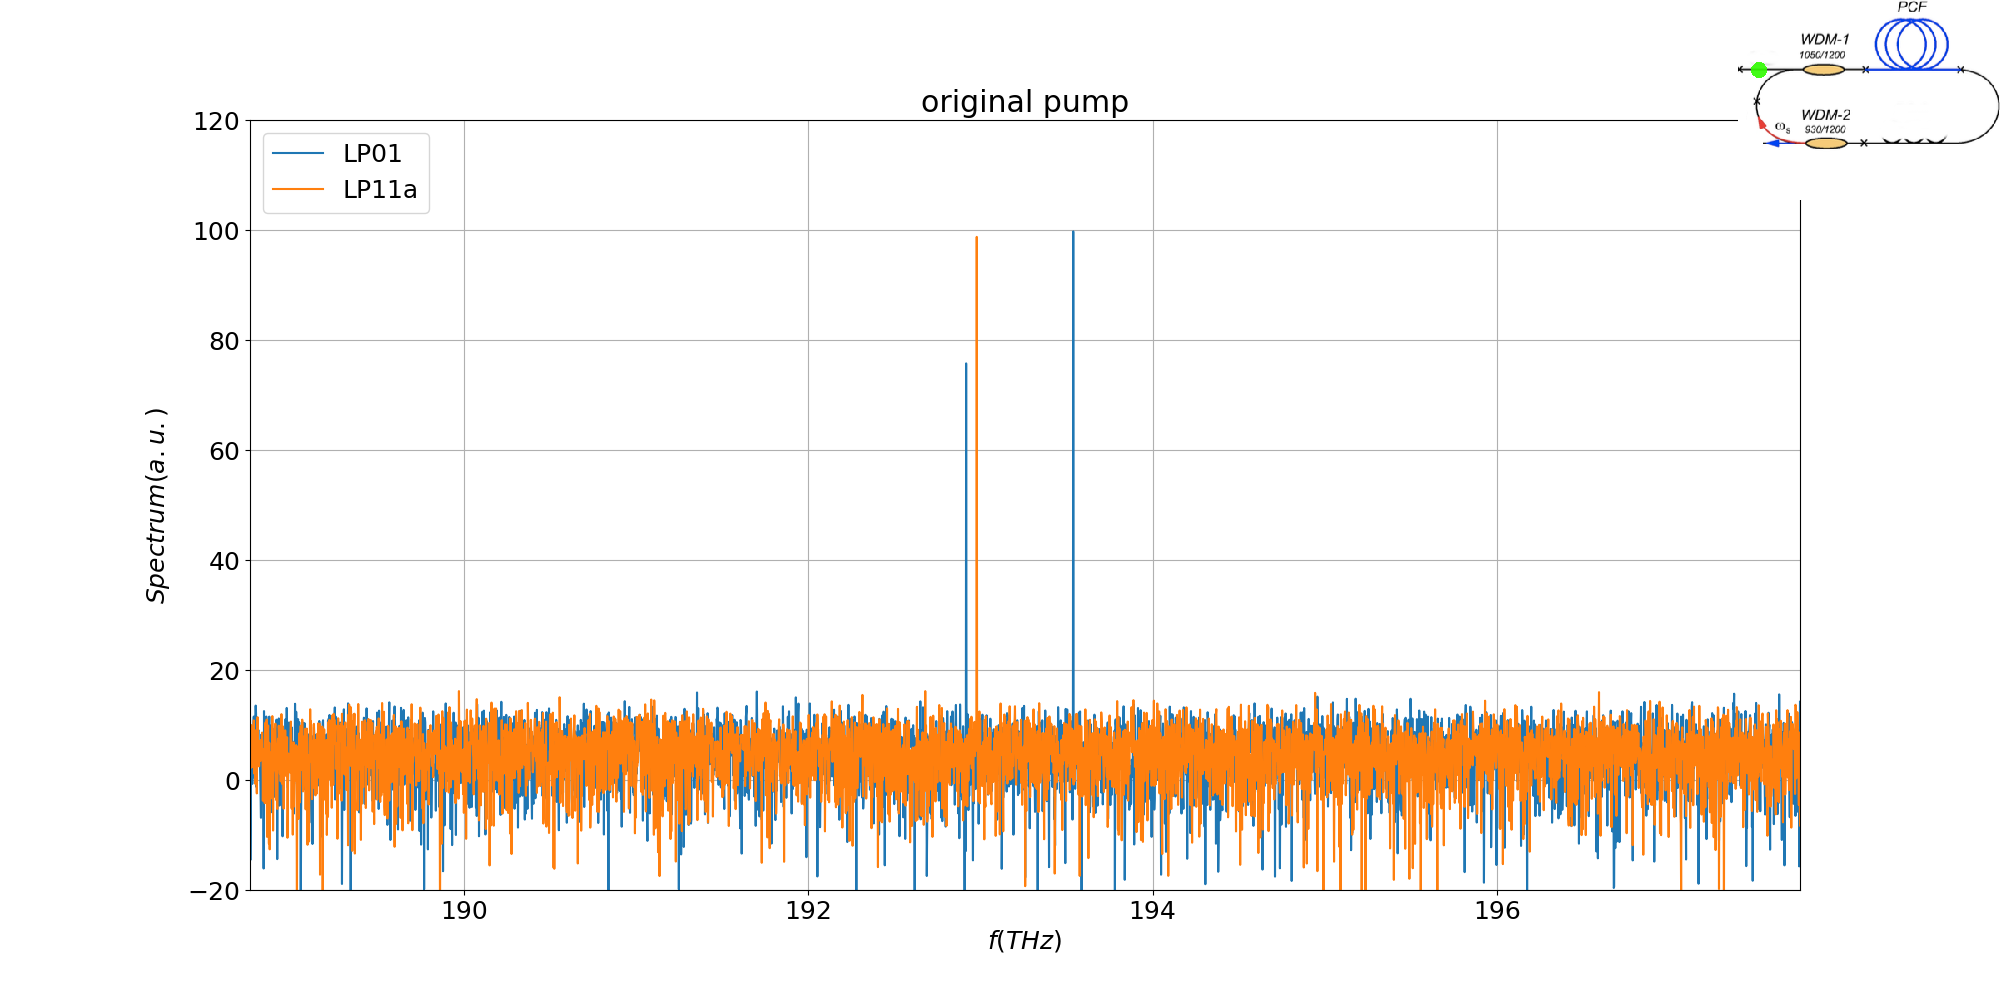 PCF
WDM-1
1050/1200
original pump
WDM-2
930/1200
ωs
LP01
LP11a
120
100
80
60
40
20
0
−20
Spectrum(a. u. )
190
192
194
196
f(THz)